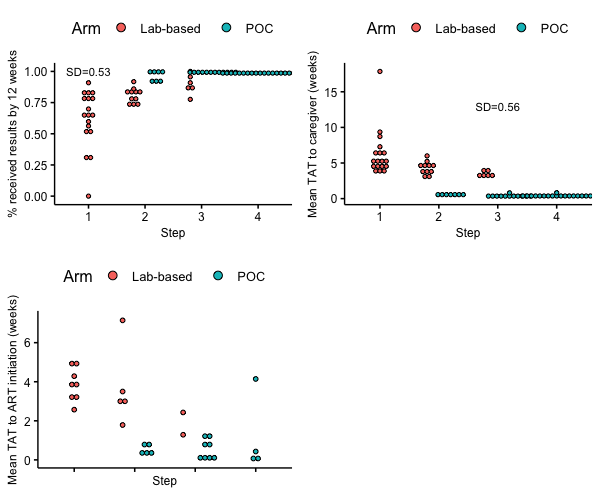 Arm Lab-based POC
% received results by 12 weeks
1.00
0.75
0.50
0.25
0.00
SD=0.53
1 2 3 4
Step
Arm Lab-based POC
Mean TAT to caregiver (weeks)
15
10
5
0
SD=0.56
1 2 3 4
Step
Arm Lab-based POC
Mean TAT to ART initiation (weeks)
6
4
2
0
Step